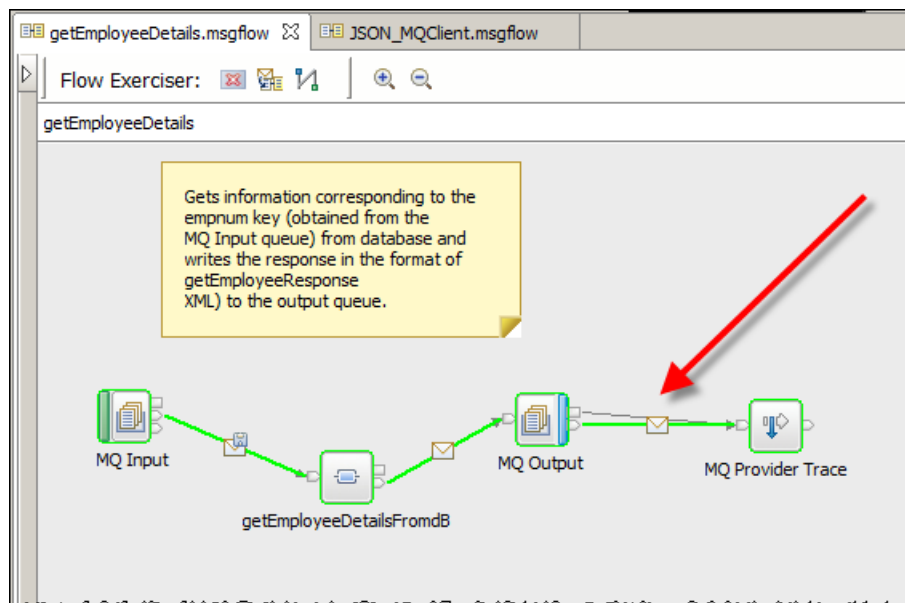 getEmployeeDetails.msgflow
JSON_MQClient.msgflow
Flow Exerciser:
getEmployeeDetails
Gets information corresponding to the
empnum key (obtained from the
MQ Input queue) from database and
writes the response in the format of
getEmployeeResponse
XML) to the output queue.
MQ Input
getEmployeeDetailsFromdB
MQ Output
MQ Provider Trace